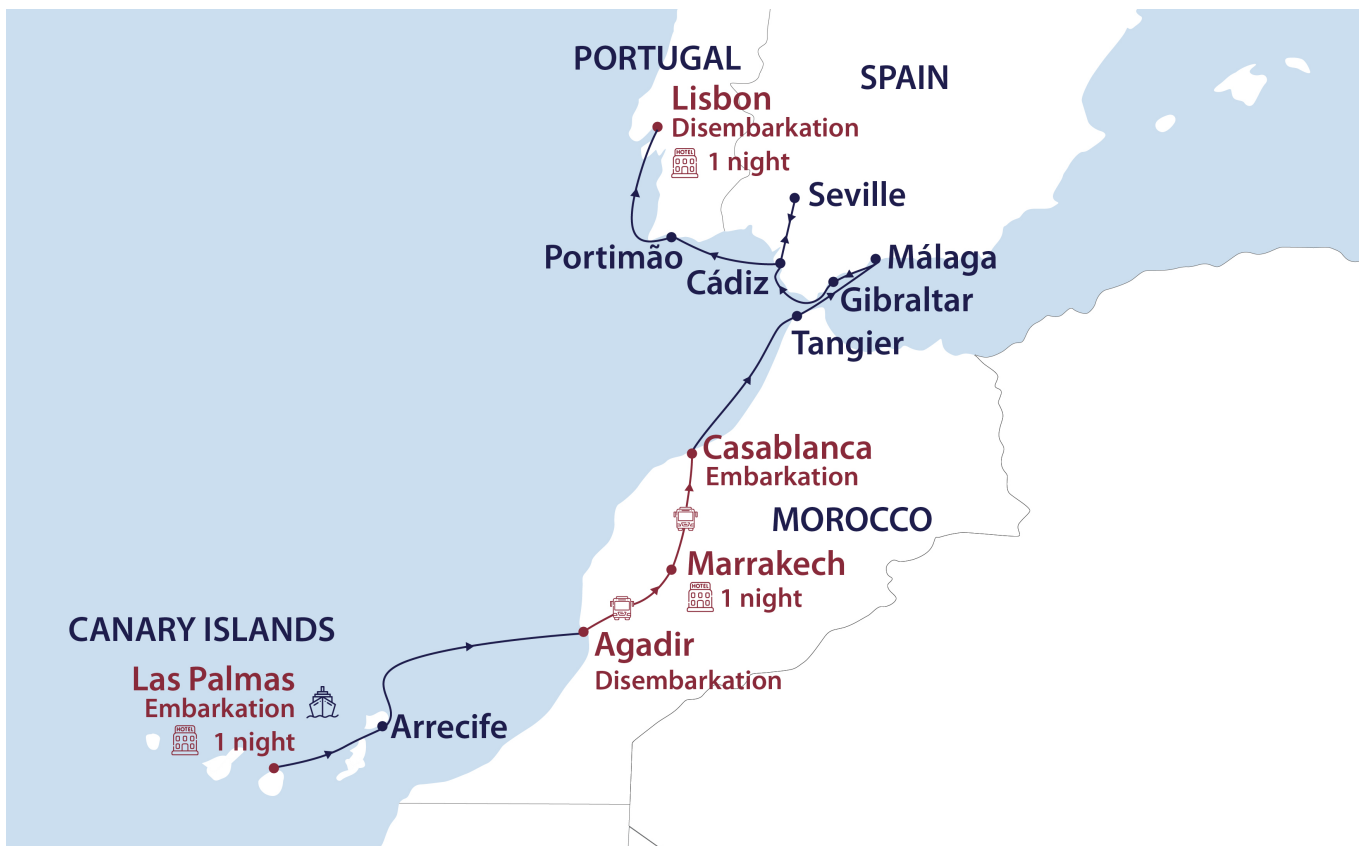 PORTUGAL
SPAIN
Lisbon
Disembarkation
HOTEL
1 night
Seville
Portimão
Málaga
Cádiz
Gibraltar
Tangier
Casablanca
Embarkation
MOROCCO
Marrakech
HOTEL
1 night
CANARY ISLANDS
Agadir
Disembarkation
Las Palmas
Embarkation
HOTEL
1 night
Arrecife